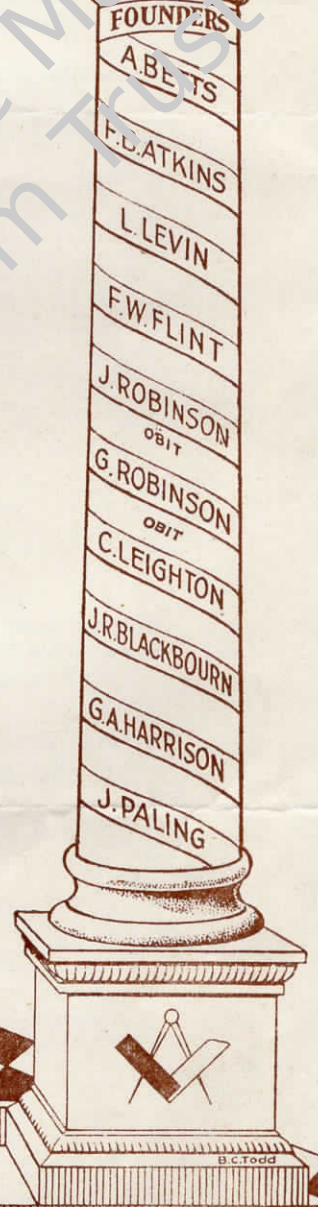 FOUNDERS
A. BETTS
F.B. ATKINS
L. LEVIN
F.W. FLINT
J. ROBINSON
OBIT
G. ROBINSON
OBIT
C. LEIGHTON
J.R. BLACKBOURN
G.A. HARRISON
J. PALING
B.C. Todd